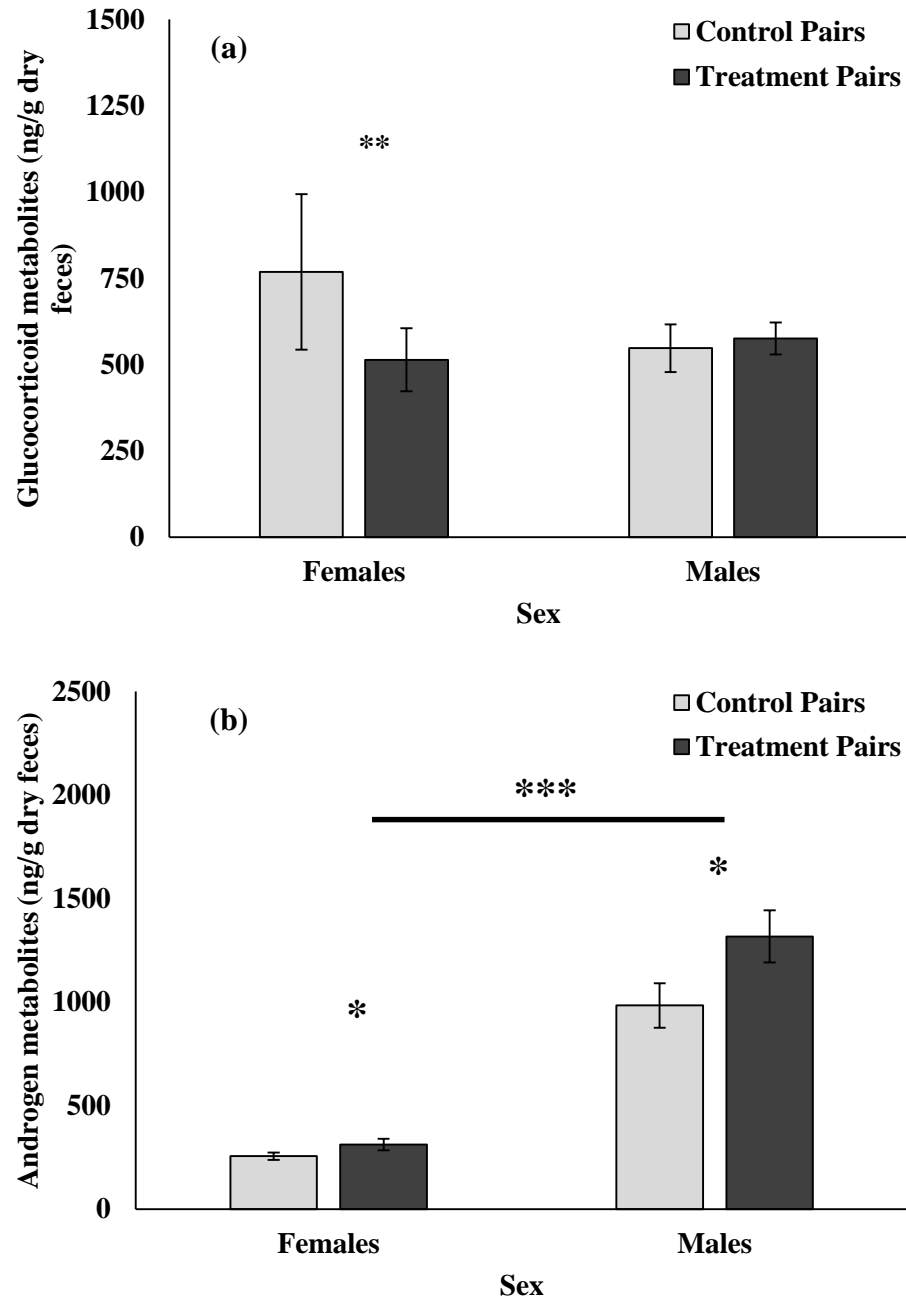 1500
(a)
Control Pairs
Treatment Pairs
1250
**
1000
750
500
250
0
Glucocorticoid metabolites (ng/g dry
feces)
Females
Males
Sex
2500
(b)
Control Pairs
Treatment Pairs
2000
***
1500
*
1000
*
500
0
Androgen metabolites (ng/g dry feces)
Females
Males
Sex